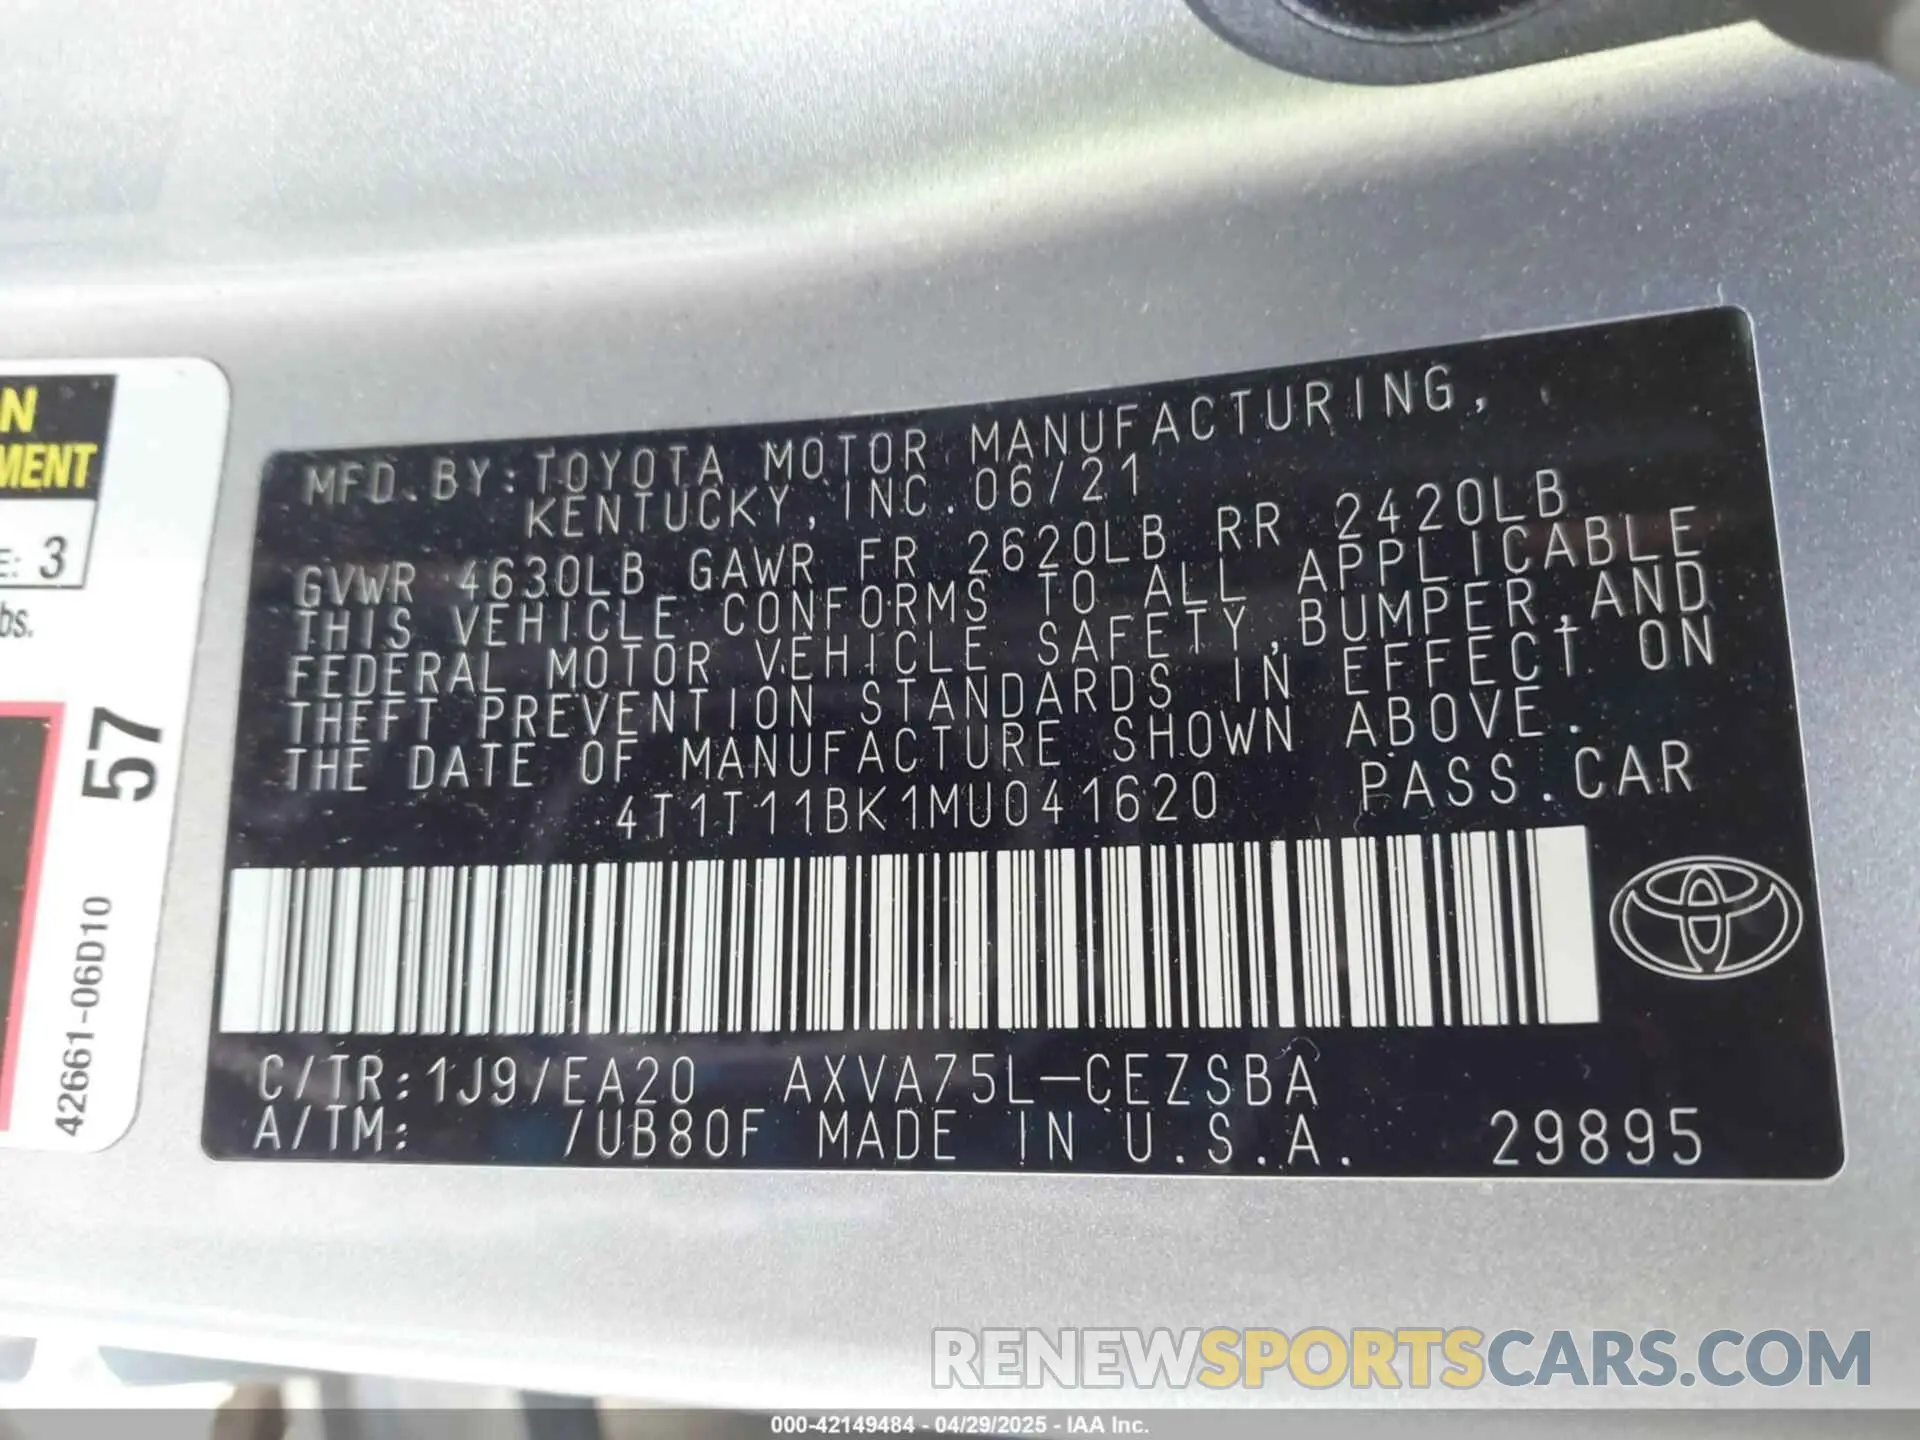 N
MENT
E: 3
bs.
57
42661-06D10
MFD. BY: TOYOTA MOTOR MANUFACTURING,
KENTUCKY, INC. 06/21
GVWR 4630LB GAWR FR 2620LB RR 2420LB
THIS VEHICLE CONFORMS TO ALL APPLICABLE
FEDERAL MOTOR VEHICLE SAFETY, BUMPER, AND
THEFT PREVENTION STANDARDS IN EFFECT ON
THE DATE OF MANUFACTURE SHOWN ABOVE.
4T1T11BK1MU041620 PASS. CAR
C/TR: 1J9/EA20 AXVA75L-CEZSBA
A/TM: /UB80F MADE IN U.S.A. 29895
RENEWSPORTSCARS.COM
000-42149484 - 04/29/2025 - IAA Inc.